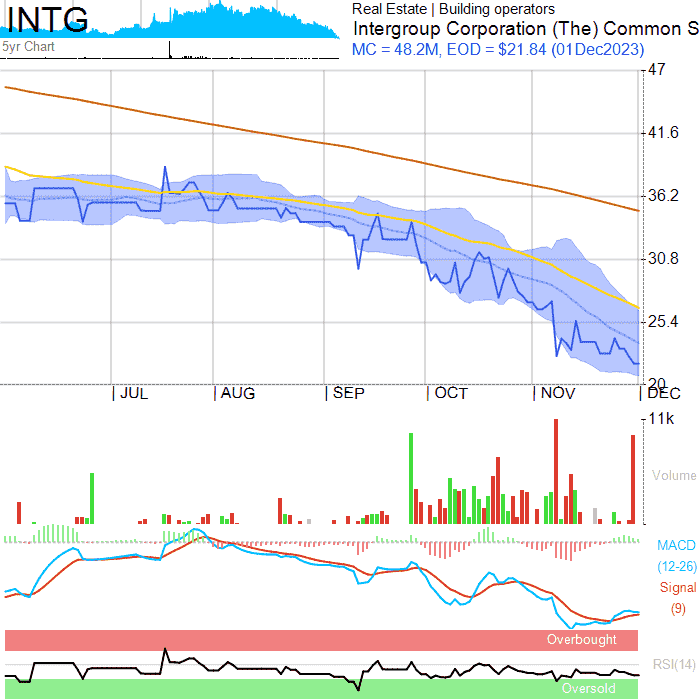 INTG
Real Estate | Building operators
Intergroup Corporation (The) Common S
5yr Chart
MC = 48.2M, EOD = $21.84 (01Dec2023)
47
41.6
36.2
30.8
25.4
20
JUL
AUG
SEP
OCT
NOV
DEC
11k
Volume
MACD
(12-26)
Signal
(9)
Overbought
RSI(14)
Oversold